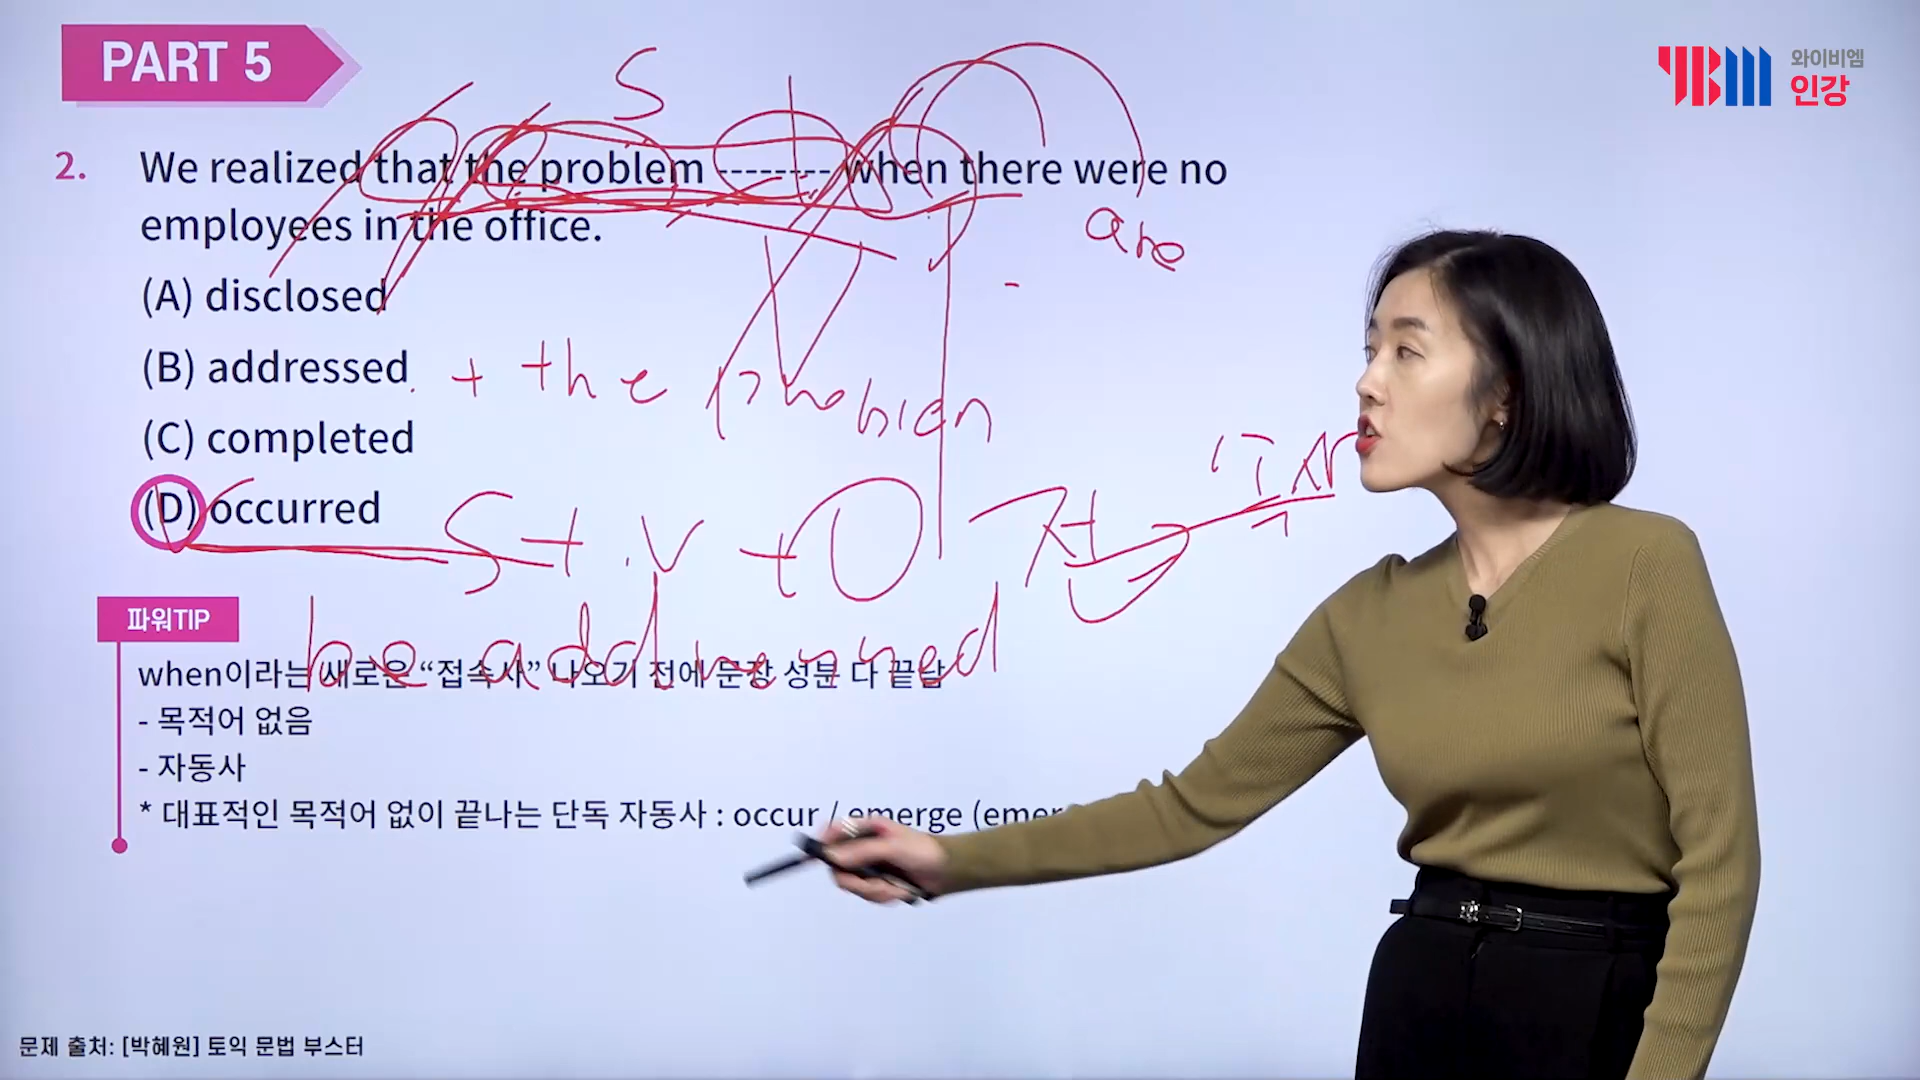 PART 5
YBM 와이비엠
인강
S
2. We realized that the problem -------- when there were no
are
employees in the office.
(A) disclosed
(B) addressed + the problem
(C) completed
(D) occurred S + V + O
be addressed
파워TIP
when이라는 새로운 “접속사” 나오기 전에 문장 성분 다 끝남
- 목적어 없음
- 자동사
* 대표적인 목적어 없이 끝나는 단독 자동사 : occur / emerge (emer
문제 출처: [박혜원] 토익 문법 부스터